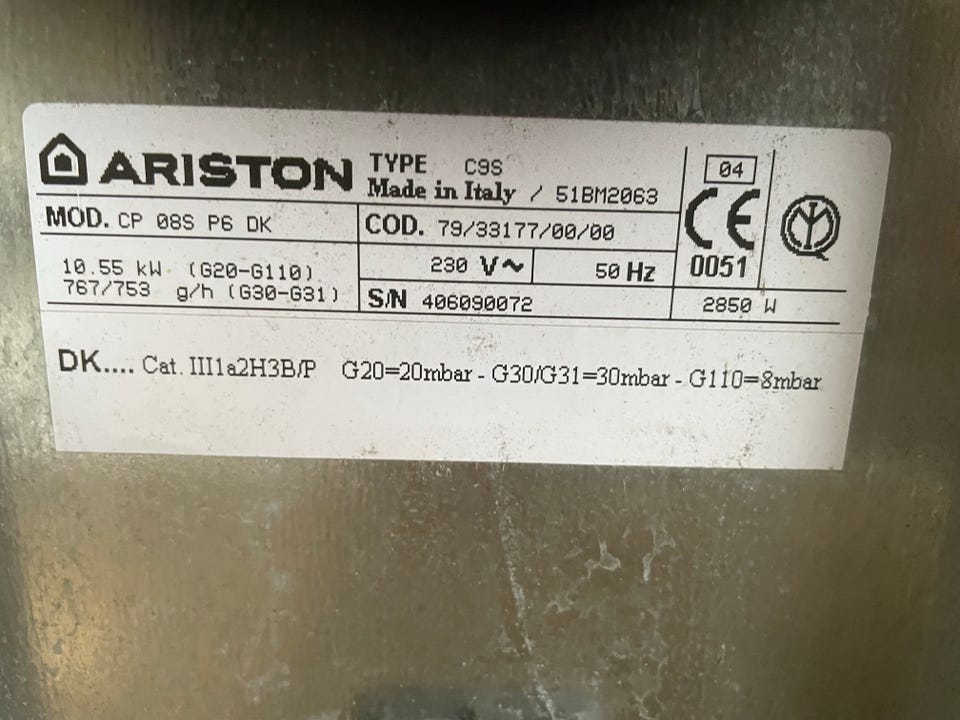 ARISTON
TYPE C9S
Made in Italy / 51BM2063
04
CE
0051
MOD. CP 08S P6 DK
COD. 79/33177/00/00
10.55 kW (G20-G110)
767/753 g/h (G30-G31)
230 V~ 50 Hz
S/N 406090072
2850 W
DK.... Cat. III1a2H3B/P G20=20mbar - G30/G31=30mbar - G110=8mbar